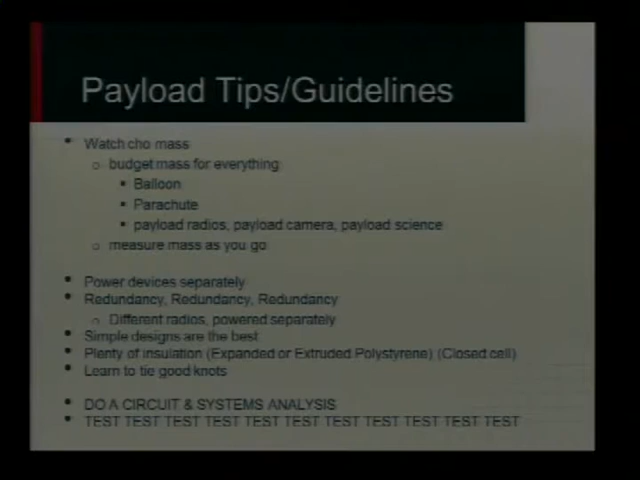 Payload Tips/Guidelines
Watch cho mass
budget mass for everything
Balloon
Parachute
payload radios, payload camera, payload science
measure mass as you go
Power devices separately
Redundancy, Redundancy, Redundancy
Different radios, powered separately
Simple designs are the best
Plenty of insulation (Expanded or Extruded Polystyrene) (Closed cell)
Learn to tie good knots
DO A CIRCUIT & SYSTEMS ANALYSIS
TEST TEST TEST TEST TEST TEST TEST TEST TEST TEST TEST